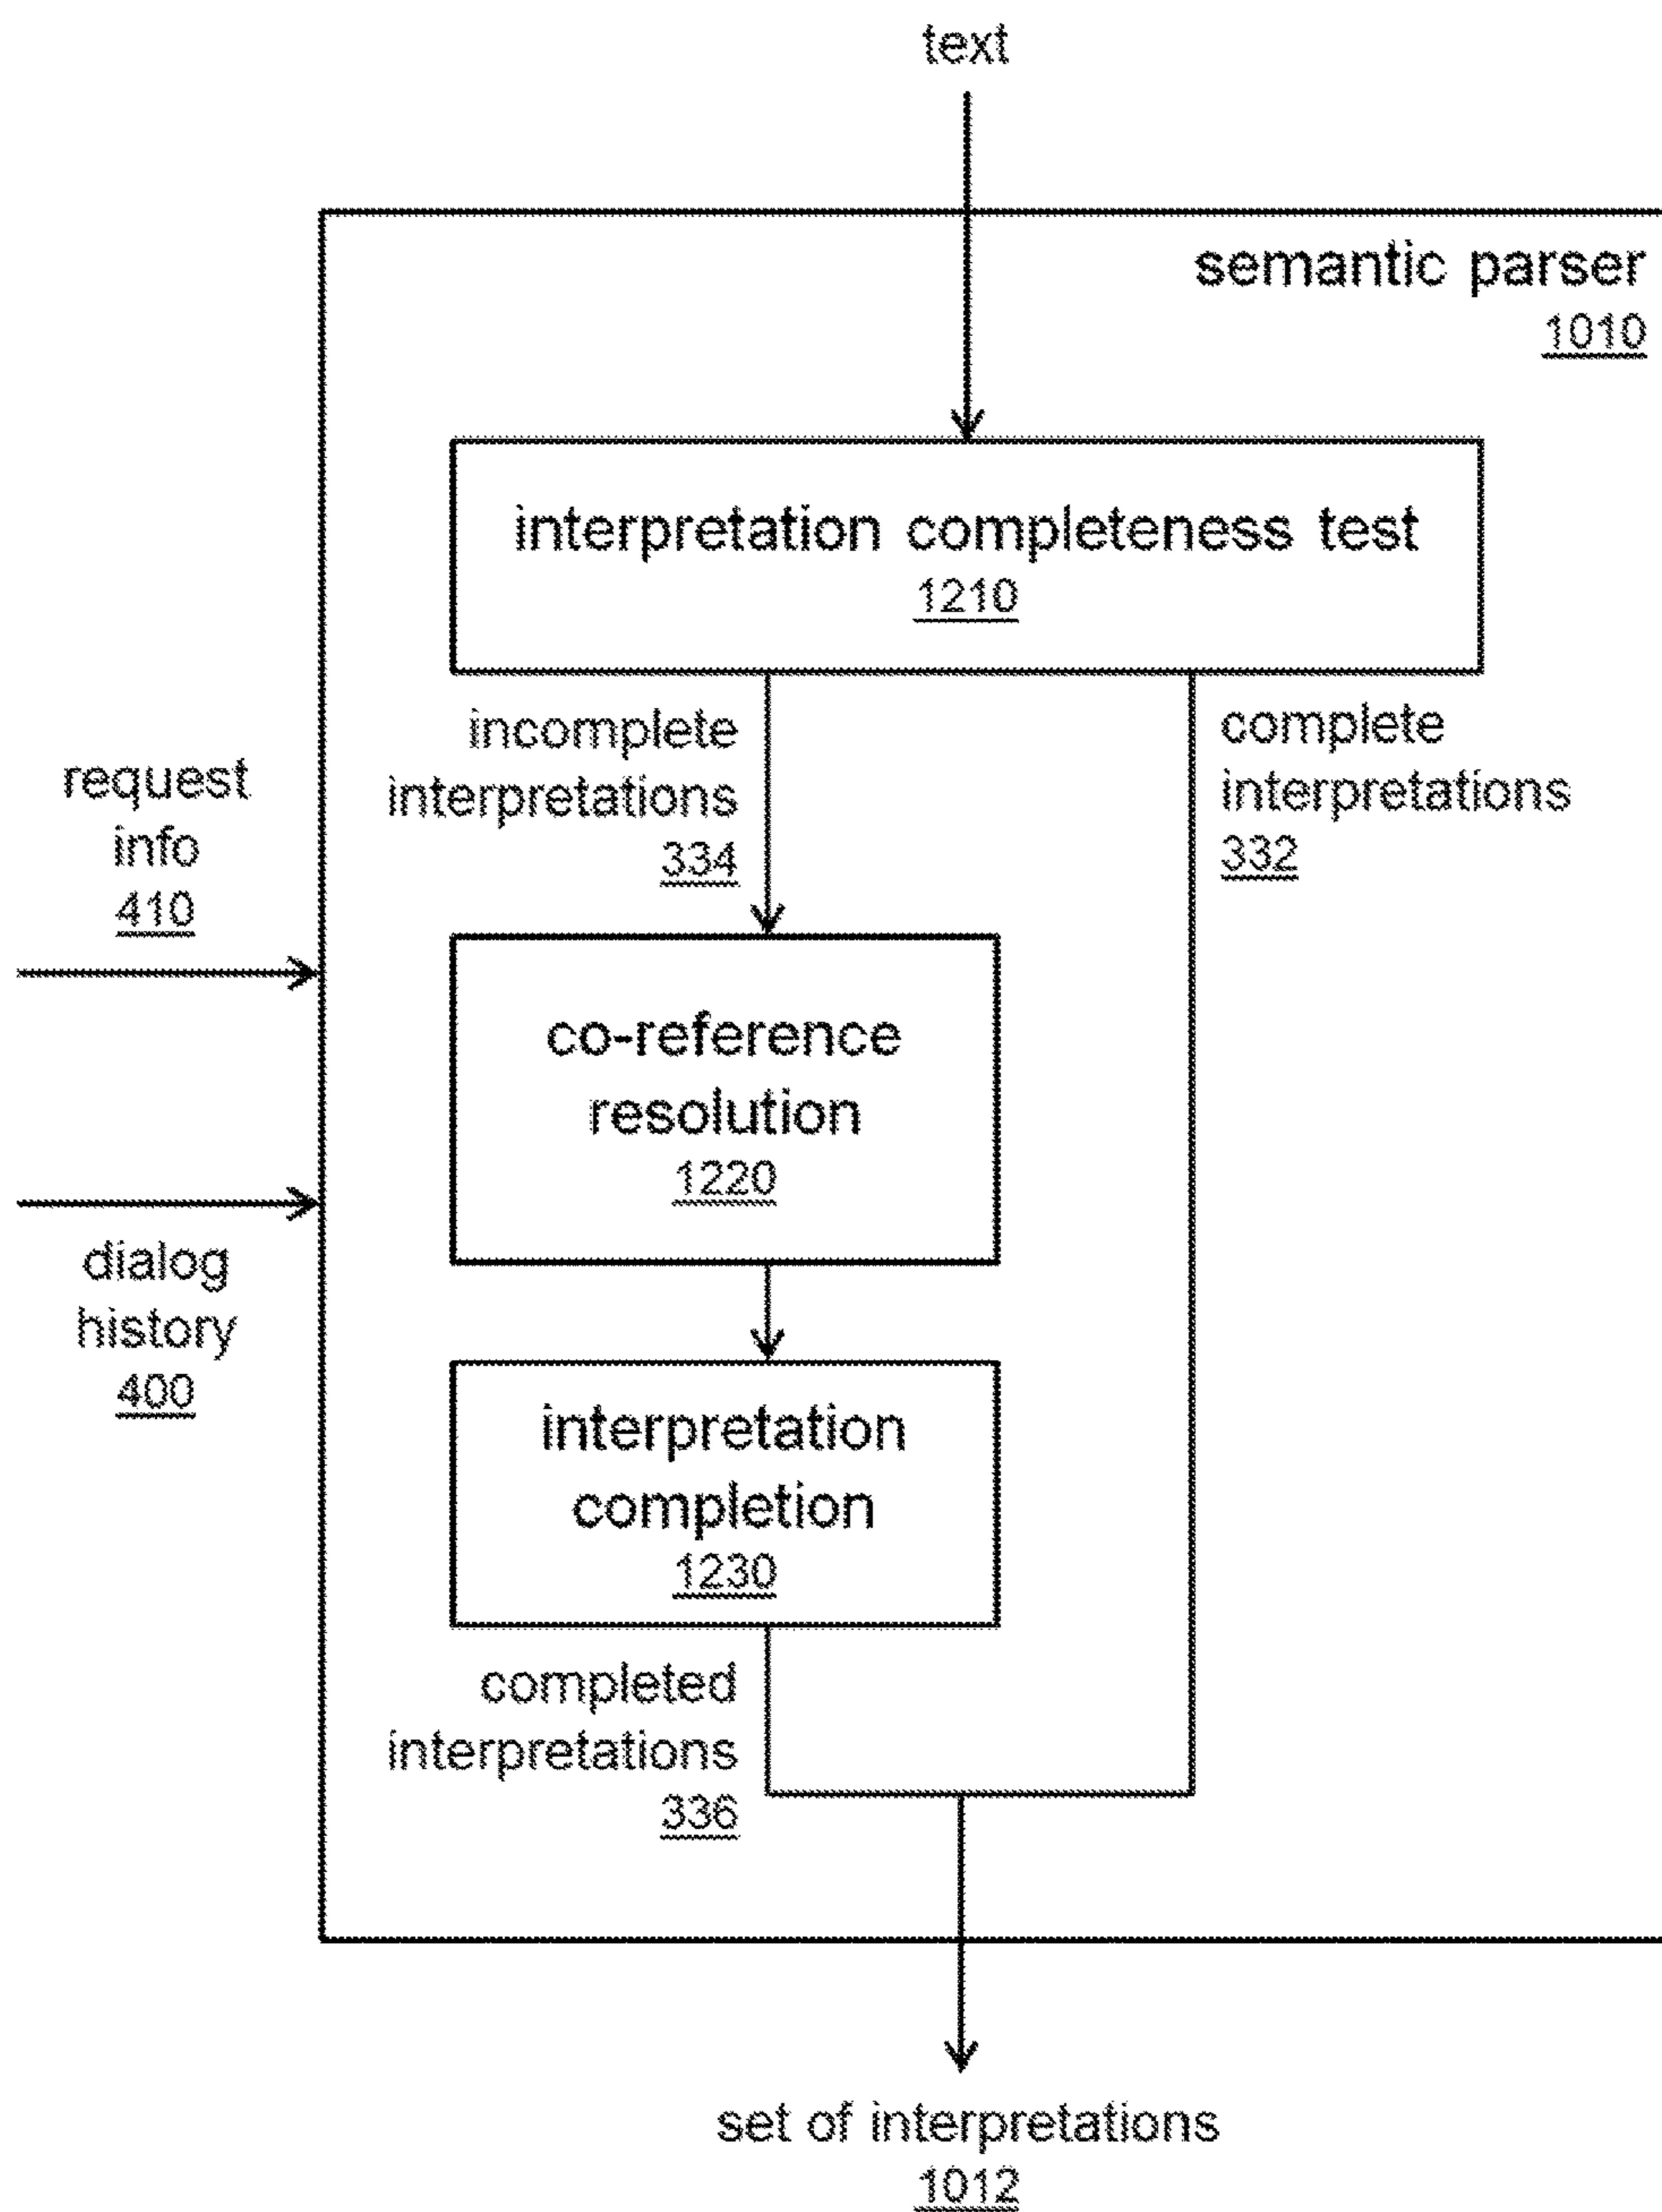 text
semantic parser
1010
interpretation completeness test
1210
incomplete
interpretations
334
complete
interpretations
332
request
info
410
co-reference
resolution
1220
dialog
history
400
interpretation
completion
1230
completed
interpretations
336
set of interpretations
1012